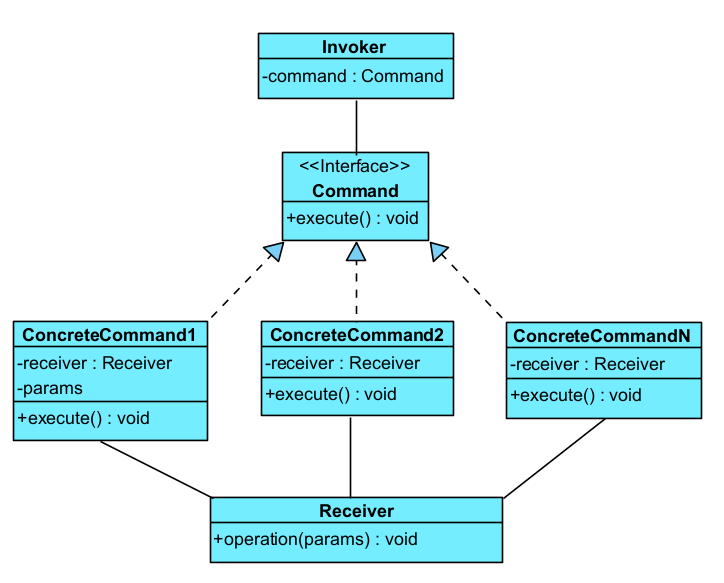 Invoker
-command : Command
<<Interface>>
Command
+execute() : void
ConcreteCommand1
-receiver : Receiver
-params
+execute() : void
ConcreteCommand2
-receiver : Receiver
+execute() : void
ConcreteCommandN
-receiver : Receiver
+execute() : void
Receiver
+operation(params) : void